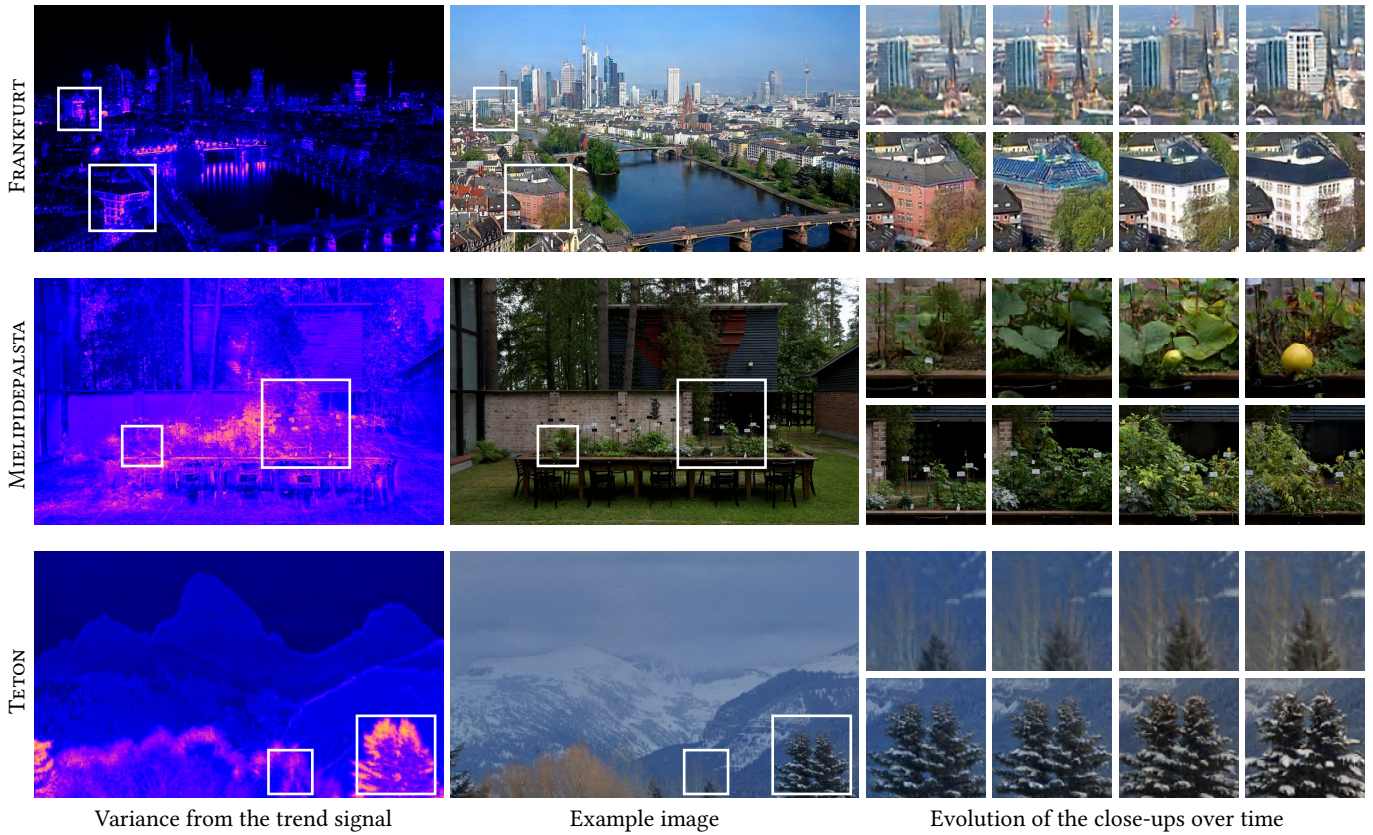 FRANKFURT
MIELIPIDEPALSTA
TETON
Variance from the trend signal
Example image
Evolution of the close-ups over time